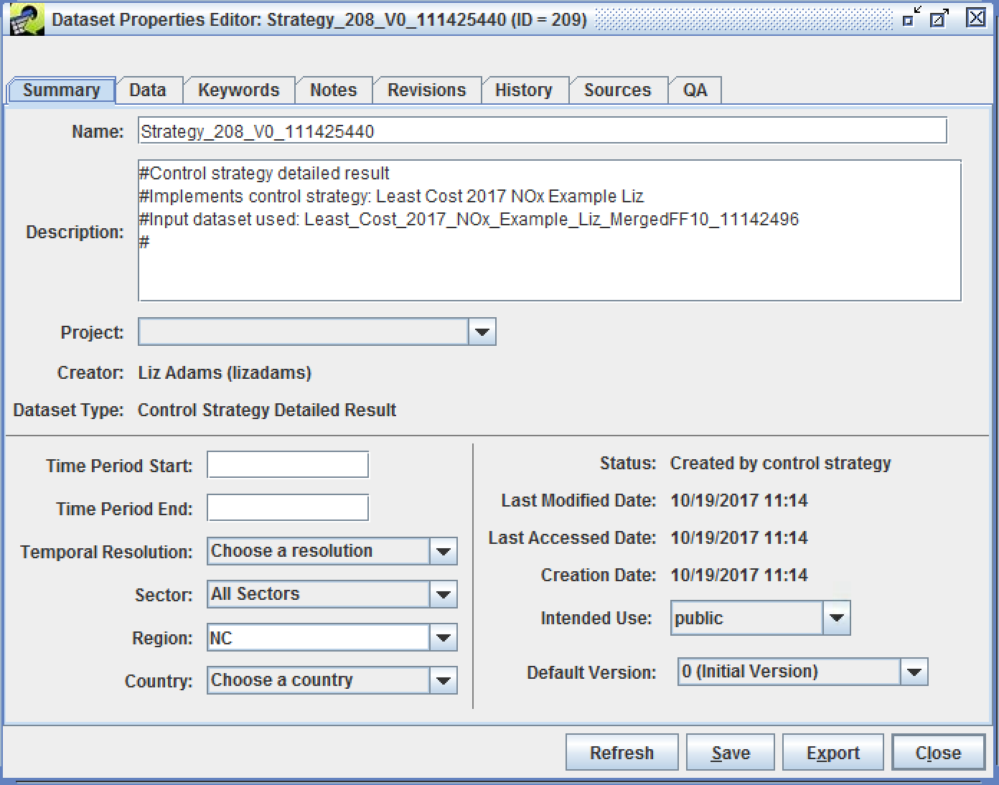 Dataset Properties Editor: Strategy_208_V0_111425440 (ID = 209)
Summary Data Keywords Notes Revisions History Sources QA
Name: Strategy_208_V0_111425440
Description: #Control strategy detailed result
#Implements control strategy: Least Cost 2017 NOx Example Liz
#Input dataset used: Least_Cost_2017_NOx_Example_Liz_MergedFF10_11142496
#
Project:
Creator: Liz Adams (lizadams)
Dataset Type: Control Strategy Detailed Result
Time Period Start:
Time Period End:
Temporal Resolution: Choose a resolution
Sector: All Sectors
Region: NC
Country: Choose a country
Status: Created by control strategy
Last Modified Date: 10/19/2017 11:14
Last Accessed Date: 10/19/2017 11:14
Creation Date: 10/19/2017 11:14
Intended Use: public
Default Version: 0 (Initial Version)
Refresh Save Export Close